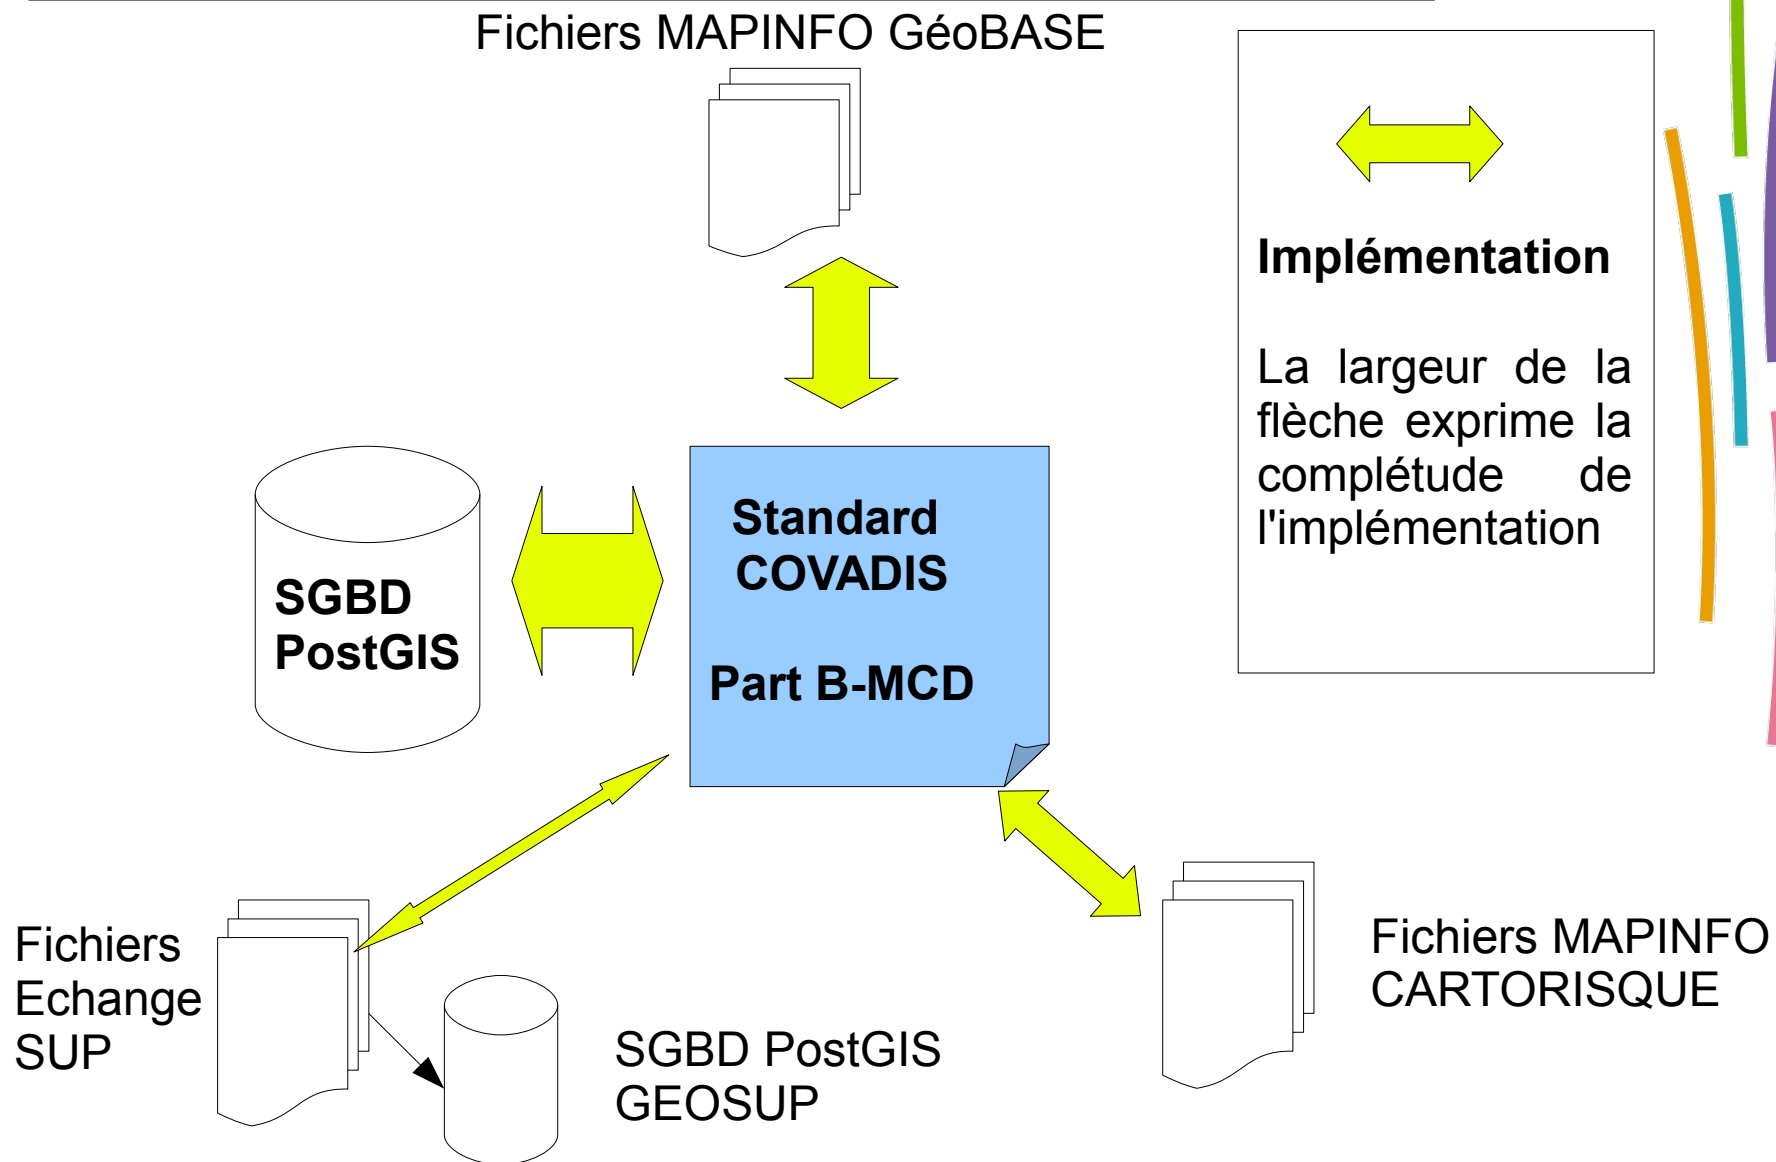 Fichiers MAPINFO GéoBASE
Implémentation
La largeur de la
flèche exprime la
complétude de
l'implémentation
Standard
COVADIS
Part B-MCD
SGBD
PostGIS
Fichiers
Echange
SUP
SGBD PostGIS
GEOSUP
Fichiers MAPINFO
CARTORISQUE